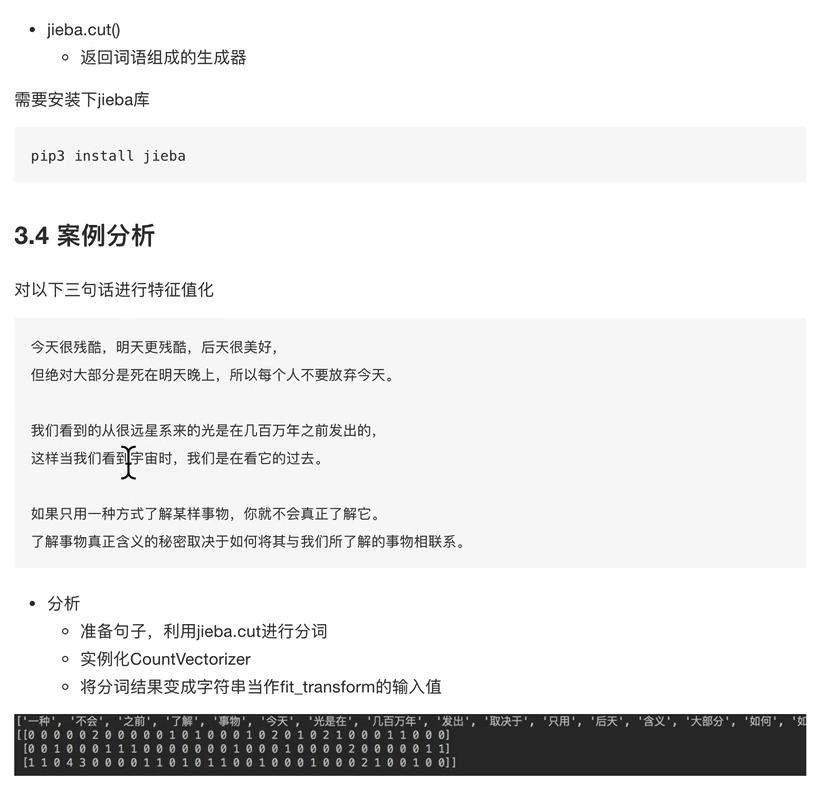 jieba.cut()
返回词语组成的生成器
需要安装下jieba库
pip3 install jieba
3.4 案例分析
对以下三句话进行特征值化
今天很残酷，明天更残酷，后天很美好，
但绝对大部分是死在明天晚上，所以每个人不要放弃今天。
我们看到的从很远星系来的光是在几百万年之前发出的，
这样当我们看到宇宙时，我们是在看它的过去。
如果只用一种方式了解某样事物，你就不会真正了解它。
了解事物真正含义的秘密取决于如何将其与我们所了解的事物相联系。
分析
准备句子，利用jieba.cut进行分词
实例化CountVectorizer
将分词结果变成字符串当作fit_transform的输入值
['一种', '不会', '之前', '了解', '事物', '今天', '光是在', '几百万年', '发出', '取决于', '只用', '后天', '含义', '大部分', '如何',
[[0 0 0 0 0 2 0 0 0 0 0 1 0 1 0 0 0 1 0 2 0 1 0 2 1 0 0 0 1 1 0 0 0]
[0 0 1 0 0 0 1 1 1 0 0 0 0 0 0 0 1 0 0 0 1 0 0 0 0 2 0 0 0 0 0 1 1]
[1 1 0 4 3 0 0 0 0 1 1 0 1 0 1 1 0 0 1 0 0 0 1 0 0 0 2 1 0 0 1 0 0]]